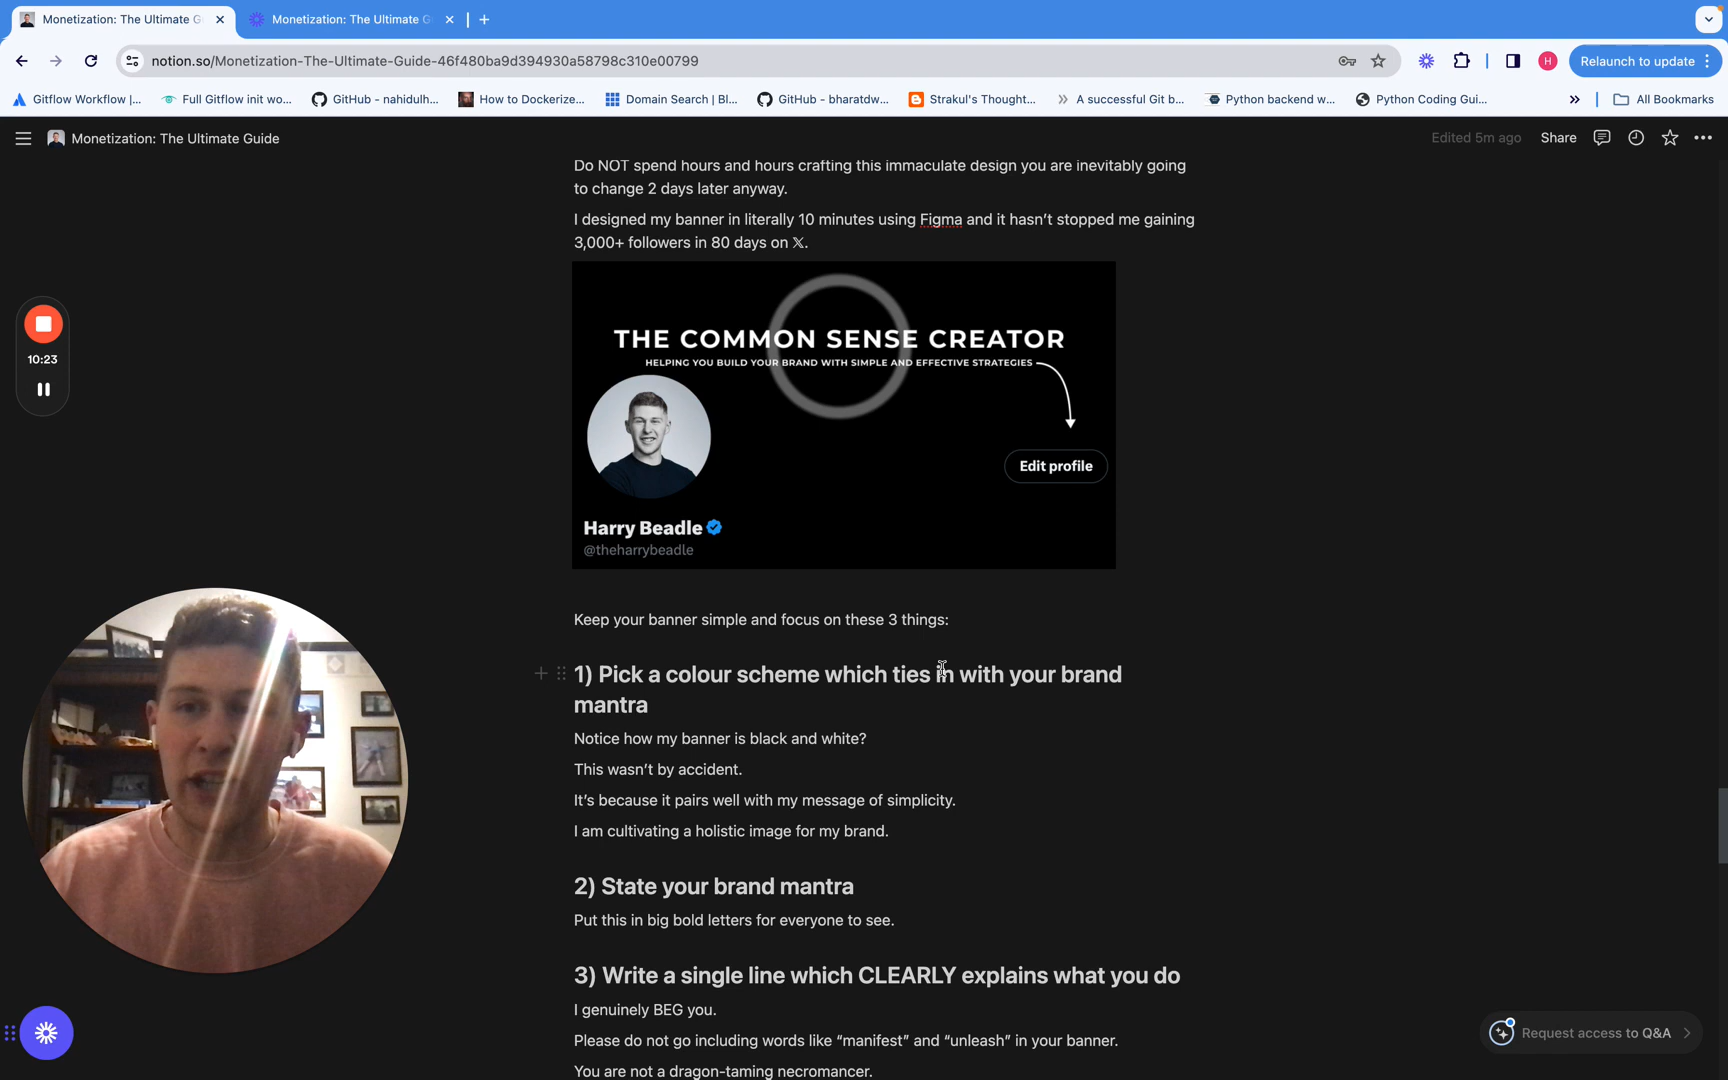 Monetization: The Ultimate G
Monetization: The Ultimate G
notion.so/Monetization-The-Ultimate-Guide-46f480ba9d394930a58798c310e00799
H
Relaunch to update
Gitflow Workflow |...
Full Gitflow init wo...
GitHub - nahidulh...
How to Dockerize...
Domain Search | Bl...
GitHub - bharatdw...
Strakul's Thought...
A successful Git b...
Python backend w...
Python Coding Gui...
All Bookmarks
Monetization: The Ultimate Guide
Edited 5m ago
Share
Do NOT spend hours and hours crafting this immaculate design you are inevitably going
to change 2 days later anyway.
I designed my banner in literally 10 minutes using Figma and it hasn't stopped me gaining
3,000+ followers in 80 days on 𝕏.
10:23
THE COMMON SENSE CREATOR
HELPING YOU BUILD YOUR BRAND WITH SIMPLE AND EFFECTIVE STRATEGIES
Edit profile
Harry Beadle
@theharrybeadle
Keep your banner simple and focus on these 3 things:
1) Pick a colour scheme which ties in with your brand
mantra
Notice how my banner is black and white?
This wasn't by accident.
It's because it pairs well with my message of simplicity.
I am cultivating a holistic image for my brand.
2) State your brand mantra
Put this in big bold letters for everyone to see.
3) Write a single line which CLEARLY explains what you do
I genuinely BEG you.
Please do not go including words like “manifest” and “unleash” in your banner.
You are not a dragon-taming necromancer.
Request access to Q&A